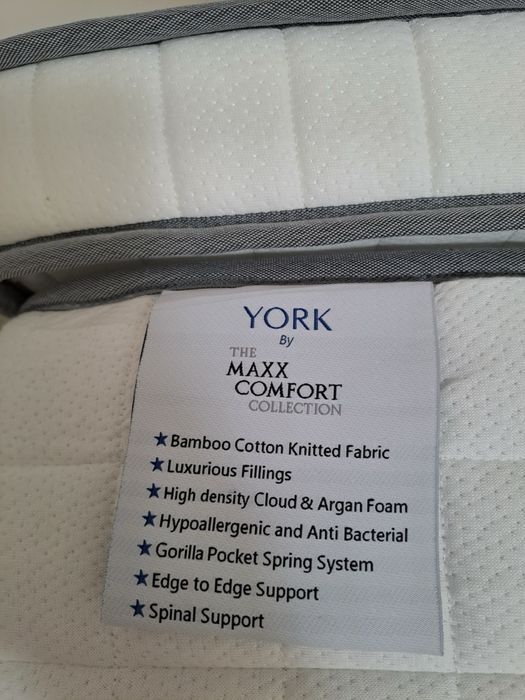 YORK
By
THE
MAXX
COMFORT
COLLECTION
★Bamboo Cotton Knitted Fabric
★Luxurious Fillings
★High density Cloud & Argan Foam
★Hypoallergenic and Anti Bacterial
★Gorilla Pocket Spring System
★Edge to Edge Support
★Spinal Support